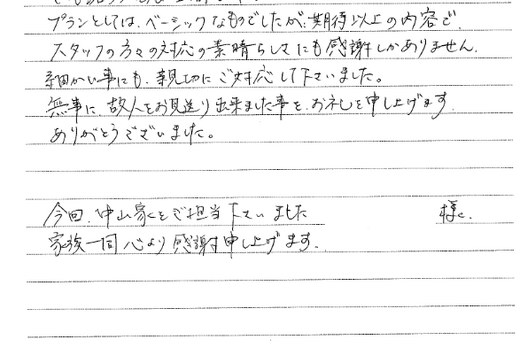 プランとしては、ベーシックなものでしたが、期待以上の内容で、
スタッフの方々の対応の素晴らしさにも感謝しかありません。
細かい事にも、親切にご対応して下さいました。
無事に、故人をお見送り出来ました事を、お礼を申し上げます。
ありがとうございました。
今回、中山家をご担当下さいました 様に
家族一同心より感謝申し上げます。